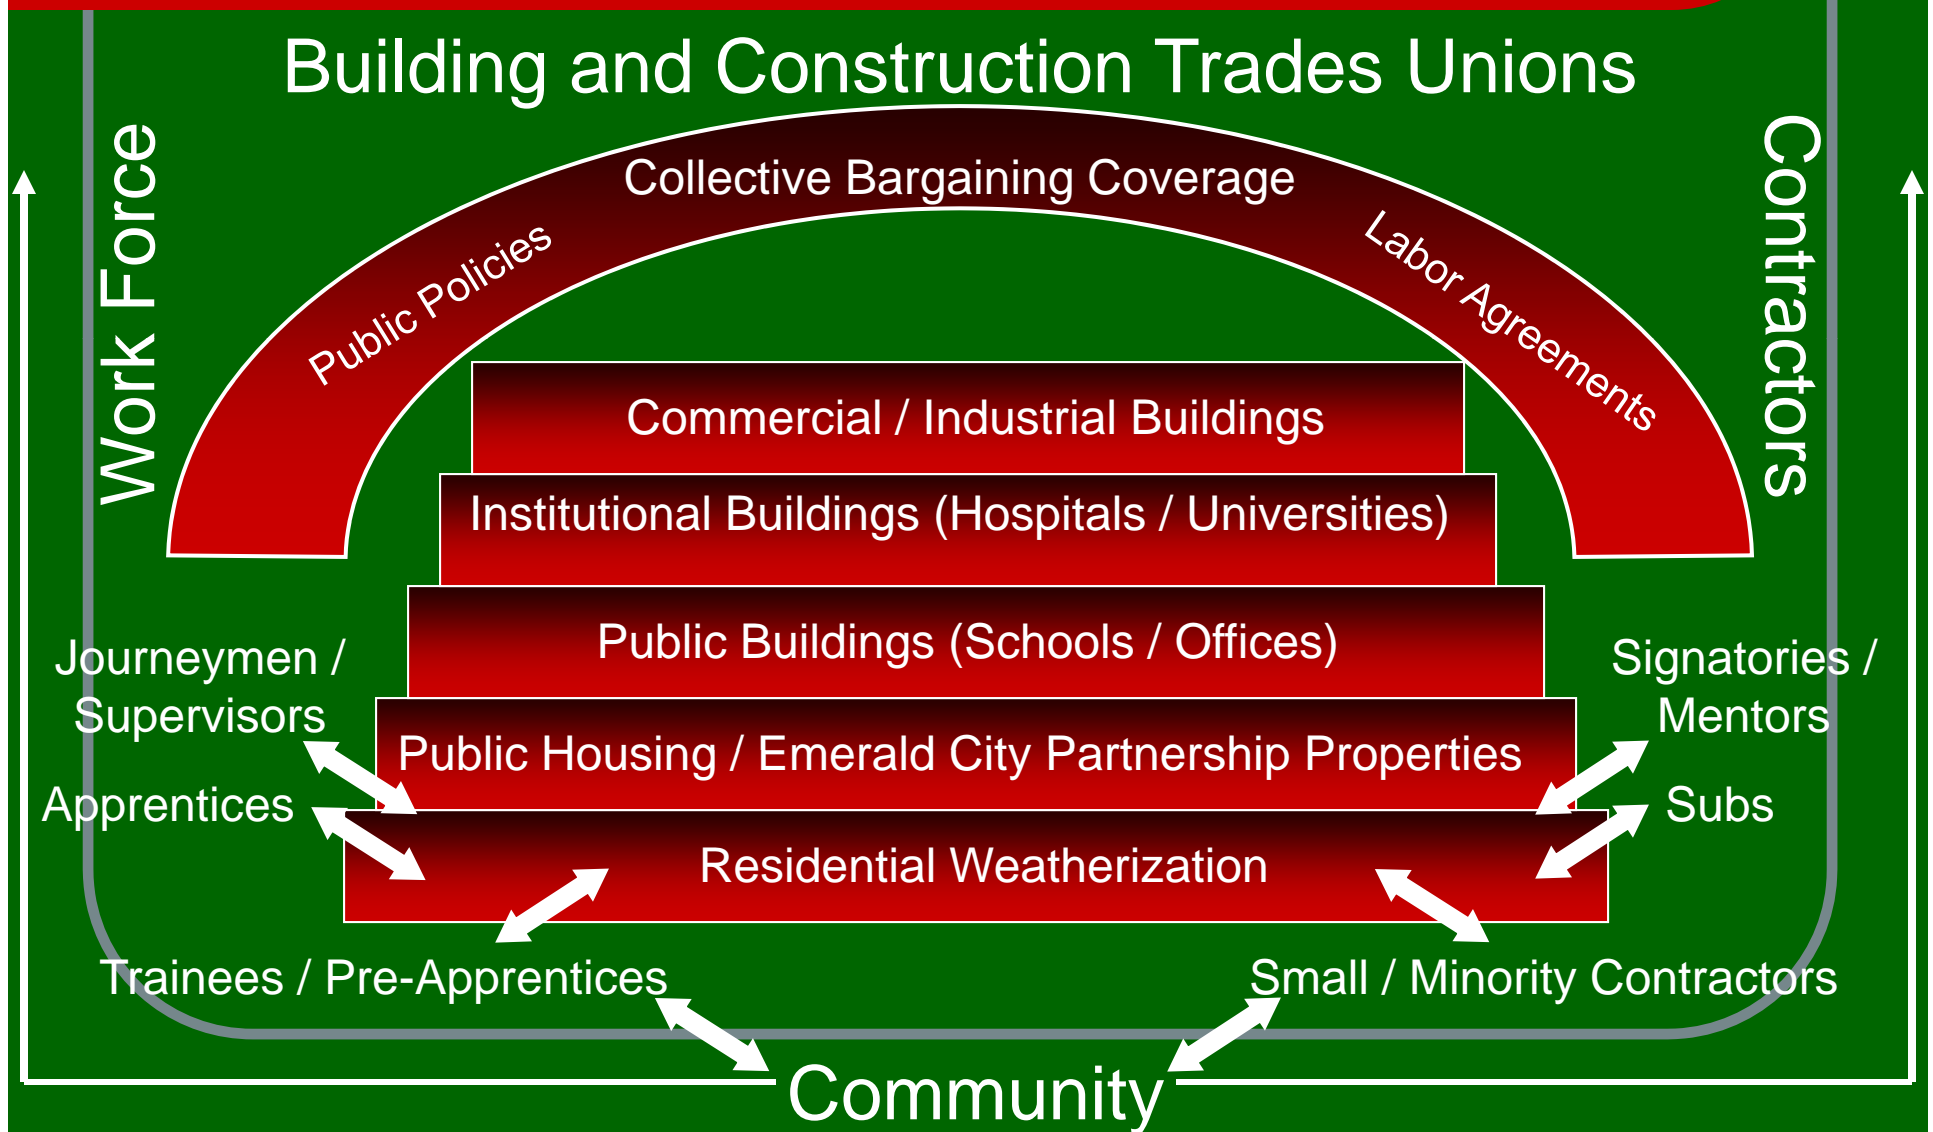 Building and Construction Trades Unions
Work Force
Contractors
Collective Bargaining Coverage
Public Policies
Labor Agreements
Commercial / Industrial Buildings
Institutional Buildings (Hospitals / Universities)
Public Buildings (Schools / Offices)
Journeymen /
Supervisors
Signatories /
Mentors
Public Housing / Emerald City Partnership Properties
Apprentices
Subs
Residential Weatherization
Trainees / Pre-Apprentices
Small / Minority Contractors
Community